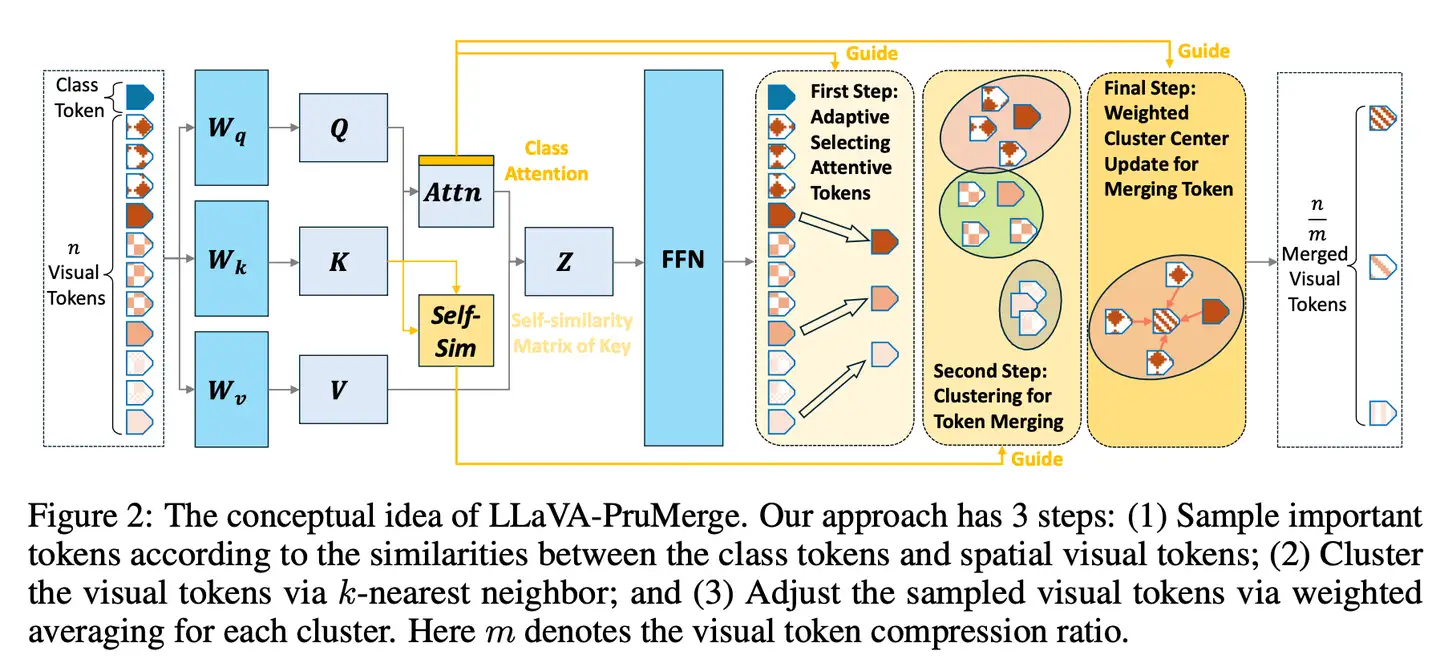 Class
Token
n
Visual
Tokens
W_q
W_k
W_v
Q
K
V
Attn
Class
Attention
Self-
Sim
Self-similarity
Matrix of Key
Z
FFN
Guide
First Step:
Adaptive
Selecting
Attentive
Tokens
Second Step:
Clustering for
Token Merging
Guide
Guide
Final Step:
Weighted
Cluster Center
Update for
Merging Token
n
m
Merged
Visual
Tokens
Figure 2: The conceptual idea of LLaVA-PruMerge. Our approach has 3 steps: (1) Sample important
tokens according to the similarities between the class tokens and spatial visual tokens; (2) Cluster
the visual tokens via k-nearest neighbor; and (3) Adjust the sampled visual tokens via weighted
averaging for each cluster. Here m denotes the visual token compression ratio.